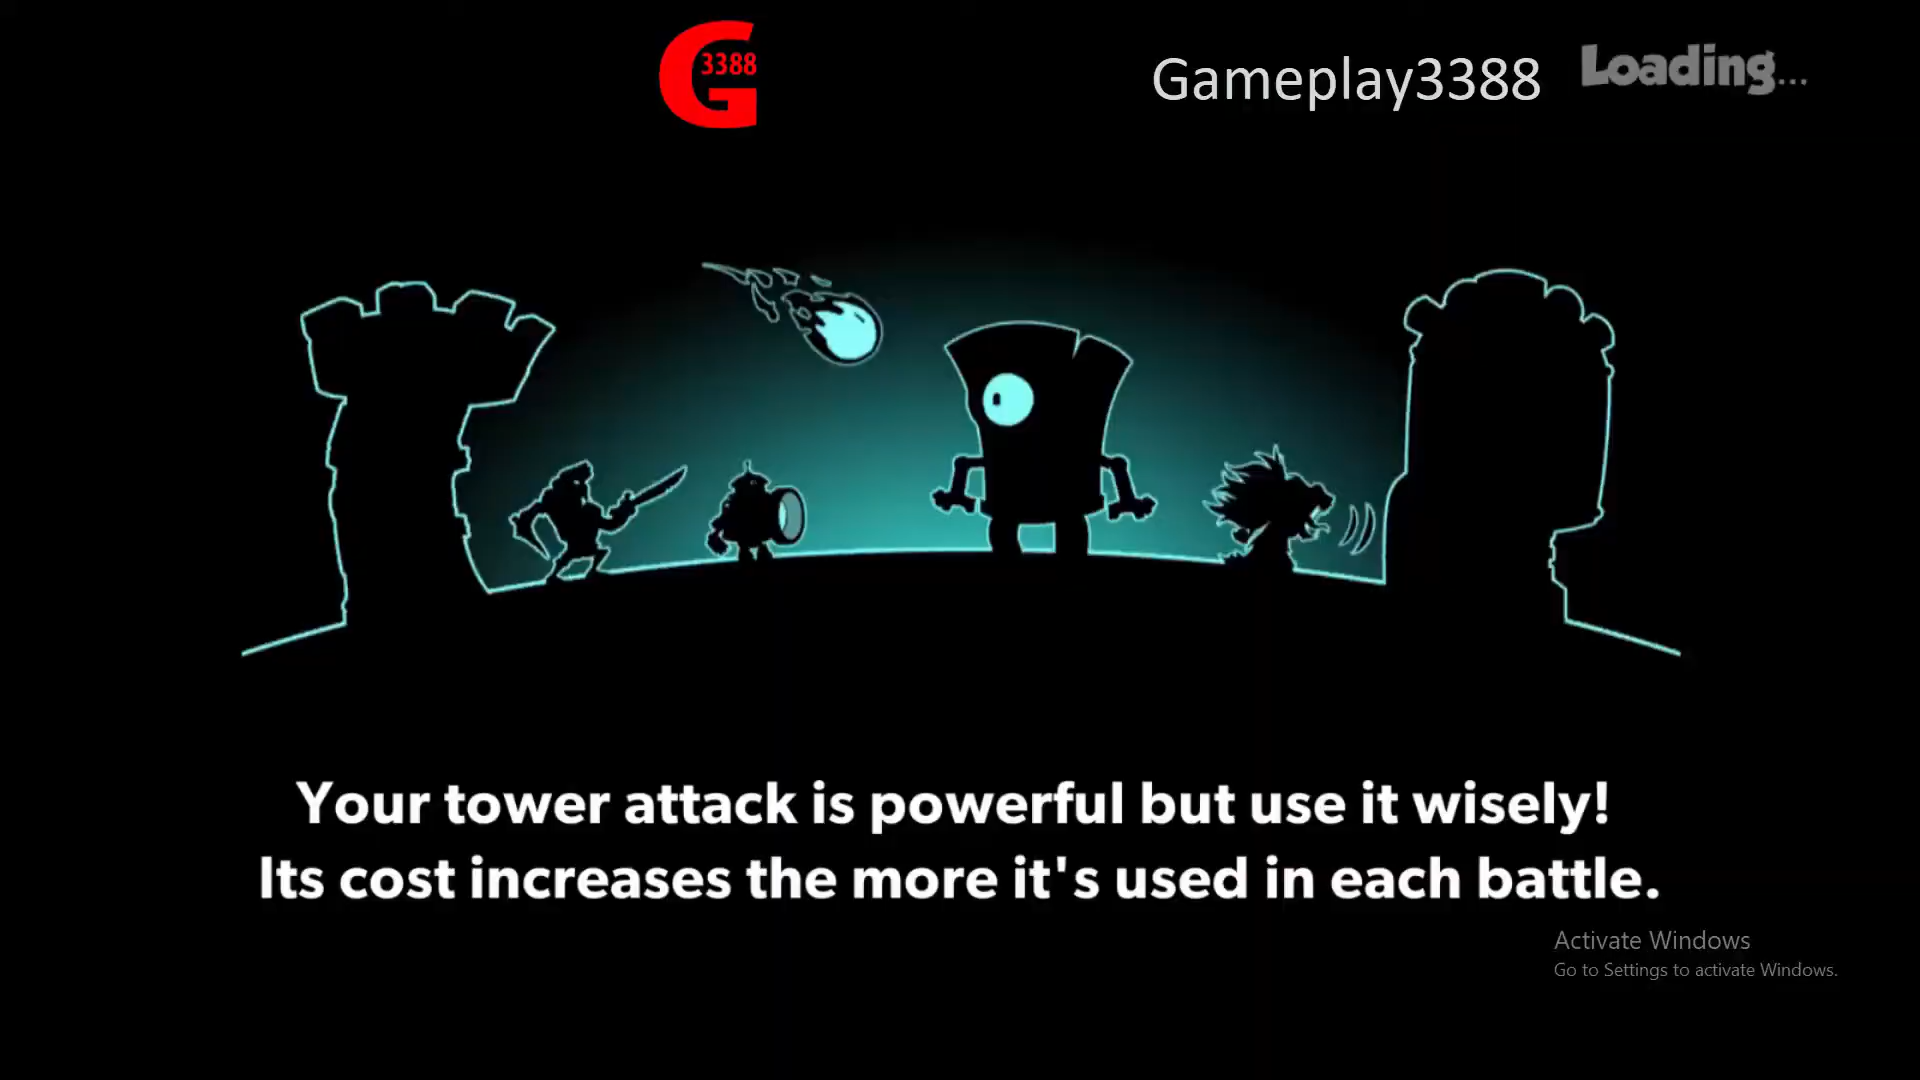 G
3388
Gameplay3388
Loading...
Your tower attack is powerful but use it wisely!
Its cost increases the more it's used in each battle.
Activate Windows
Go to Settings to activate Windows.